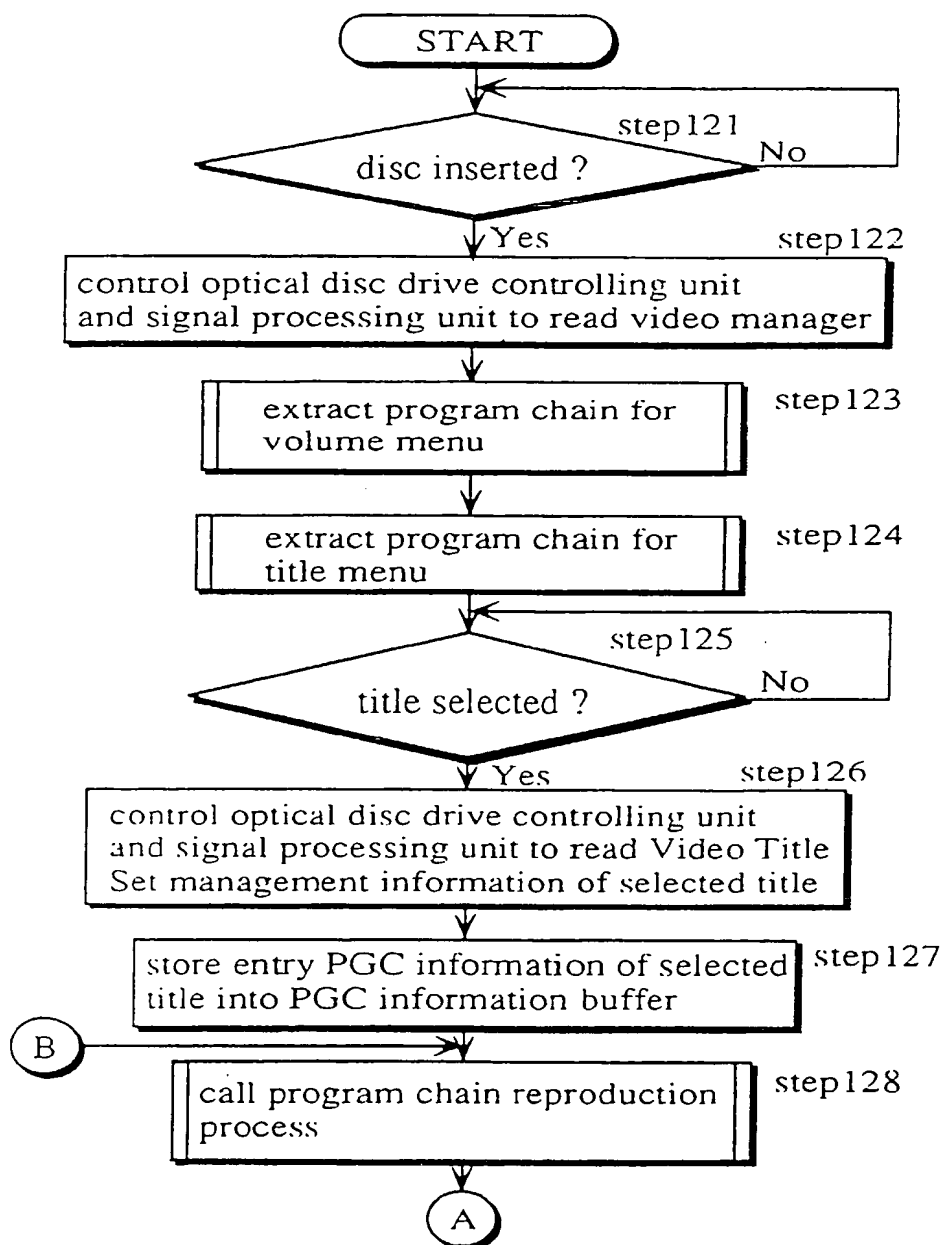 START
step121
disc inserted ?
No
Yes
step122
control optical disc drive controlling unit
and signal processing unit to read video manager
extract program chain for
volume menu
step123
extract program chain for
title menu
step124
step125
title selected ?
No
Yes
step126
control optical disc drive controlling unit
and signal processing unit to read Video Title
Set management information of selected title
store entry PGC information of selected
title into PGC information buffer
step127
B
call program chain reproduction
process
step128
A